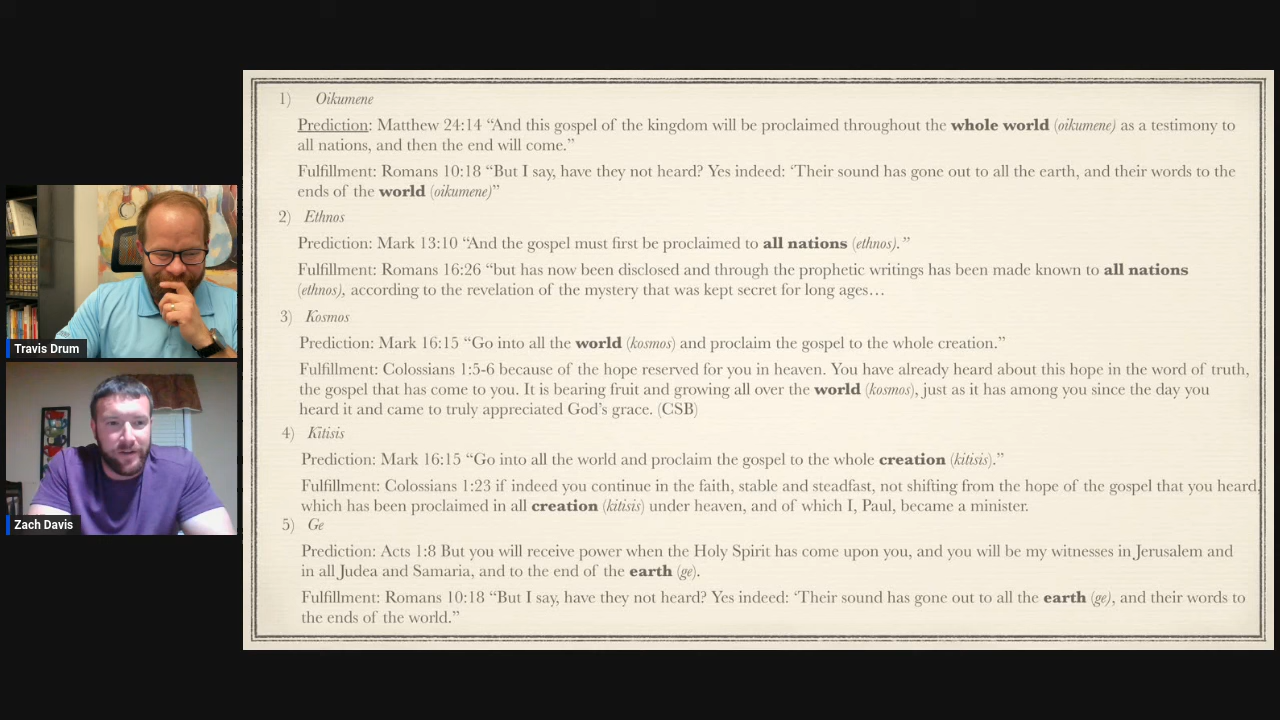 1) Oikumene
Prediction: Matthew 24:14 “And this gospel of the kingdom will be proclaimed throughout the whole world (oikumene) as a testimony to
all nations, and then the end will come.”
Fulfillment: Romans 10:18 “But I say, have they not heard? Yes indeed: ‘Their sound has gone out to all the earth, and their words to the
ends of the world (oikumene)”
2) Ethnos
Prediction: Mark 13:10 “And the gospel must first be proclaimed to all nations (ethnos).”
Fulfillment: Romans 16:26 “but has now been disclosed and through the prophetic writings has been made known to all nations
(ethnos), according to the revelation of the mystery that was kept secret for long ages…
3) Kosmos
Prediction: Mark 16:15 “Go into all the world (kosmos) and proclaim the gospel to the whole creation.”
Fulfillment: Colossians 1:5-6 because of the hope reserved for you in heaven. You have already heard about this hope in the word of truth,
the gospel that has come to you. It is bearing fruit and growing all over the world (kosmos), just as it has among you since the day you
heard it and came to truly appreciated God’s grace. (CSB)
4) Kitisis
Prediction: Mark 16:15 “Go into all the world and proclaim the gospel to the whole creation (kitisis).”
Fulfillment: Colossians 1:23 if indeed you continue in the faith, stable and steadfast, not shifting from the hope of the gospel that you heard,
which has been proclaimed in all creation (kitisis) under heaven, and of which I, Paul, became a minister.
5) Ge
Prediction: Acts 1:8 But you will receive power when the Holy Spirit has come upon you, and you will be my witnesses in Jerusalem and
in all Judea and Samaria, and to the end of the earth (ge).
Fulfillment: Romans 10:18 “But I say, have they not heard? Yes indeed: ‘Their sound has gone out to all the earth (ge), and their words to
the ends of the world.”
Travis Drum
Zach Davis